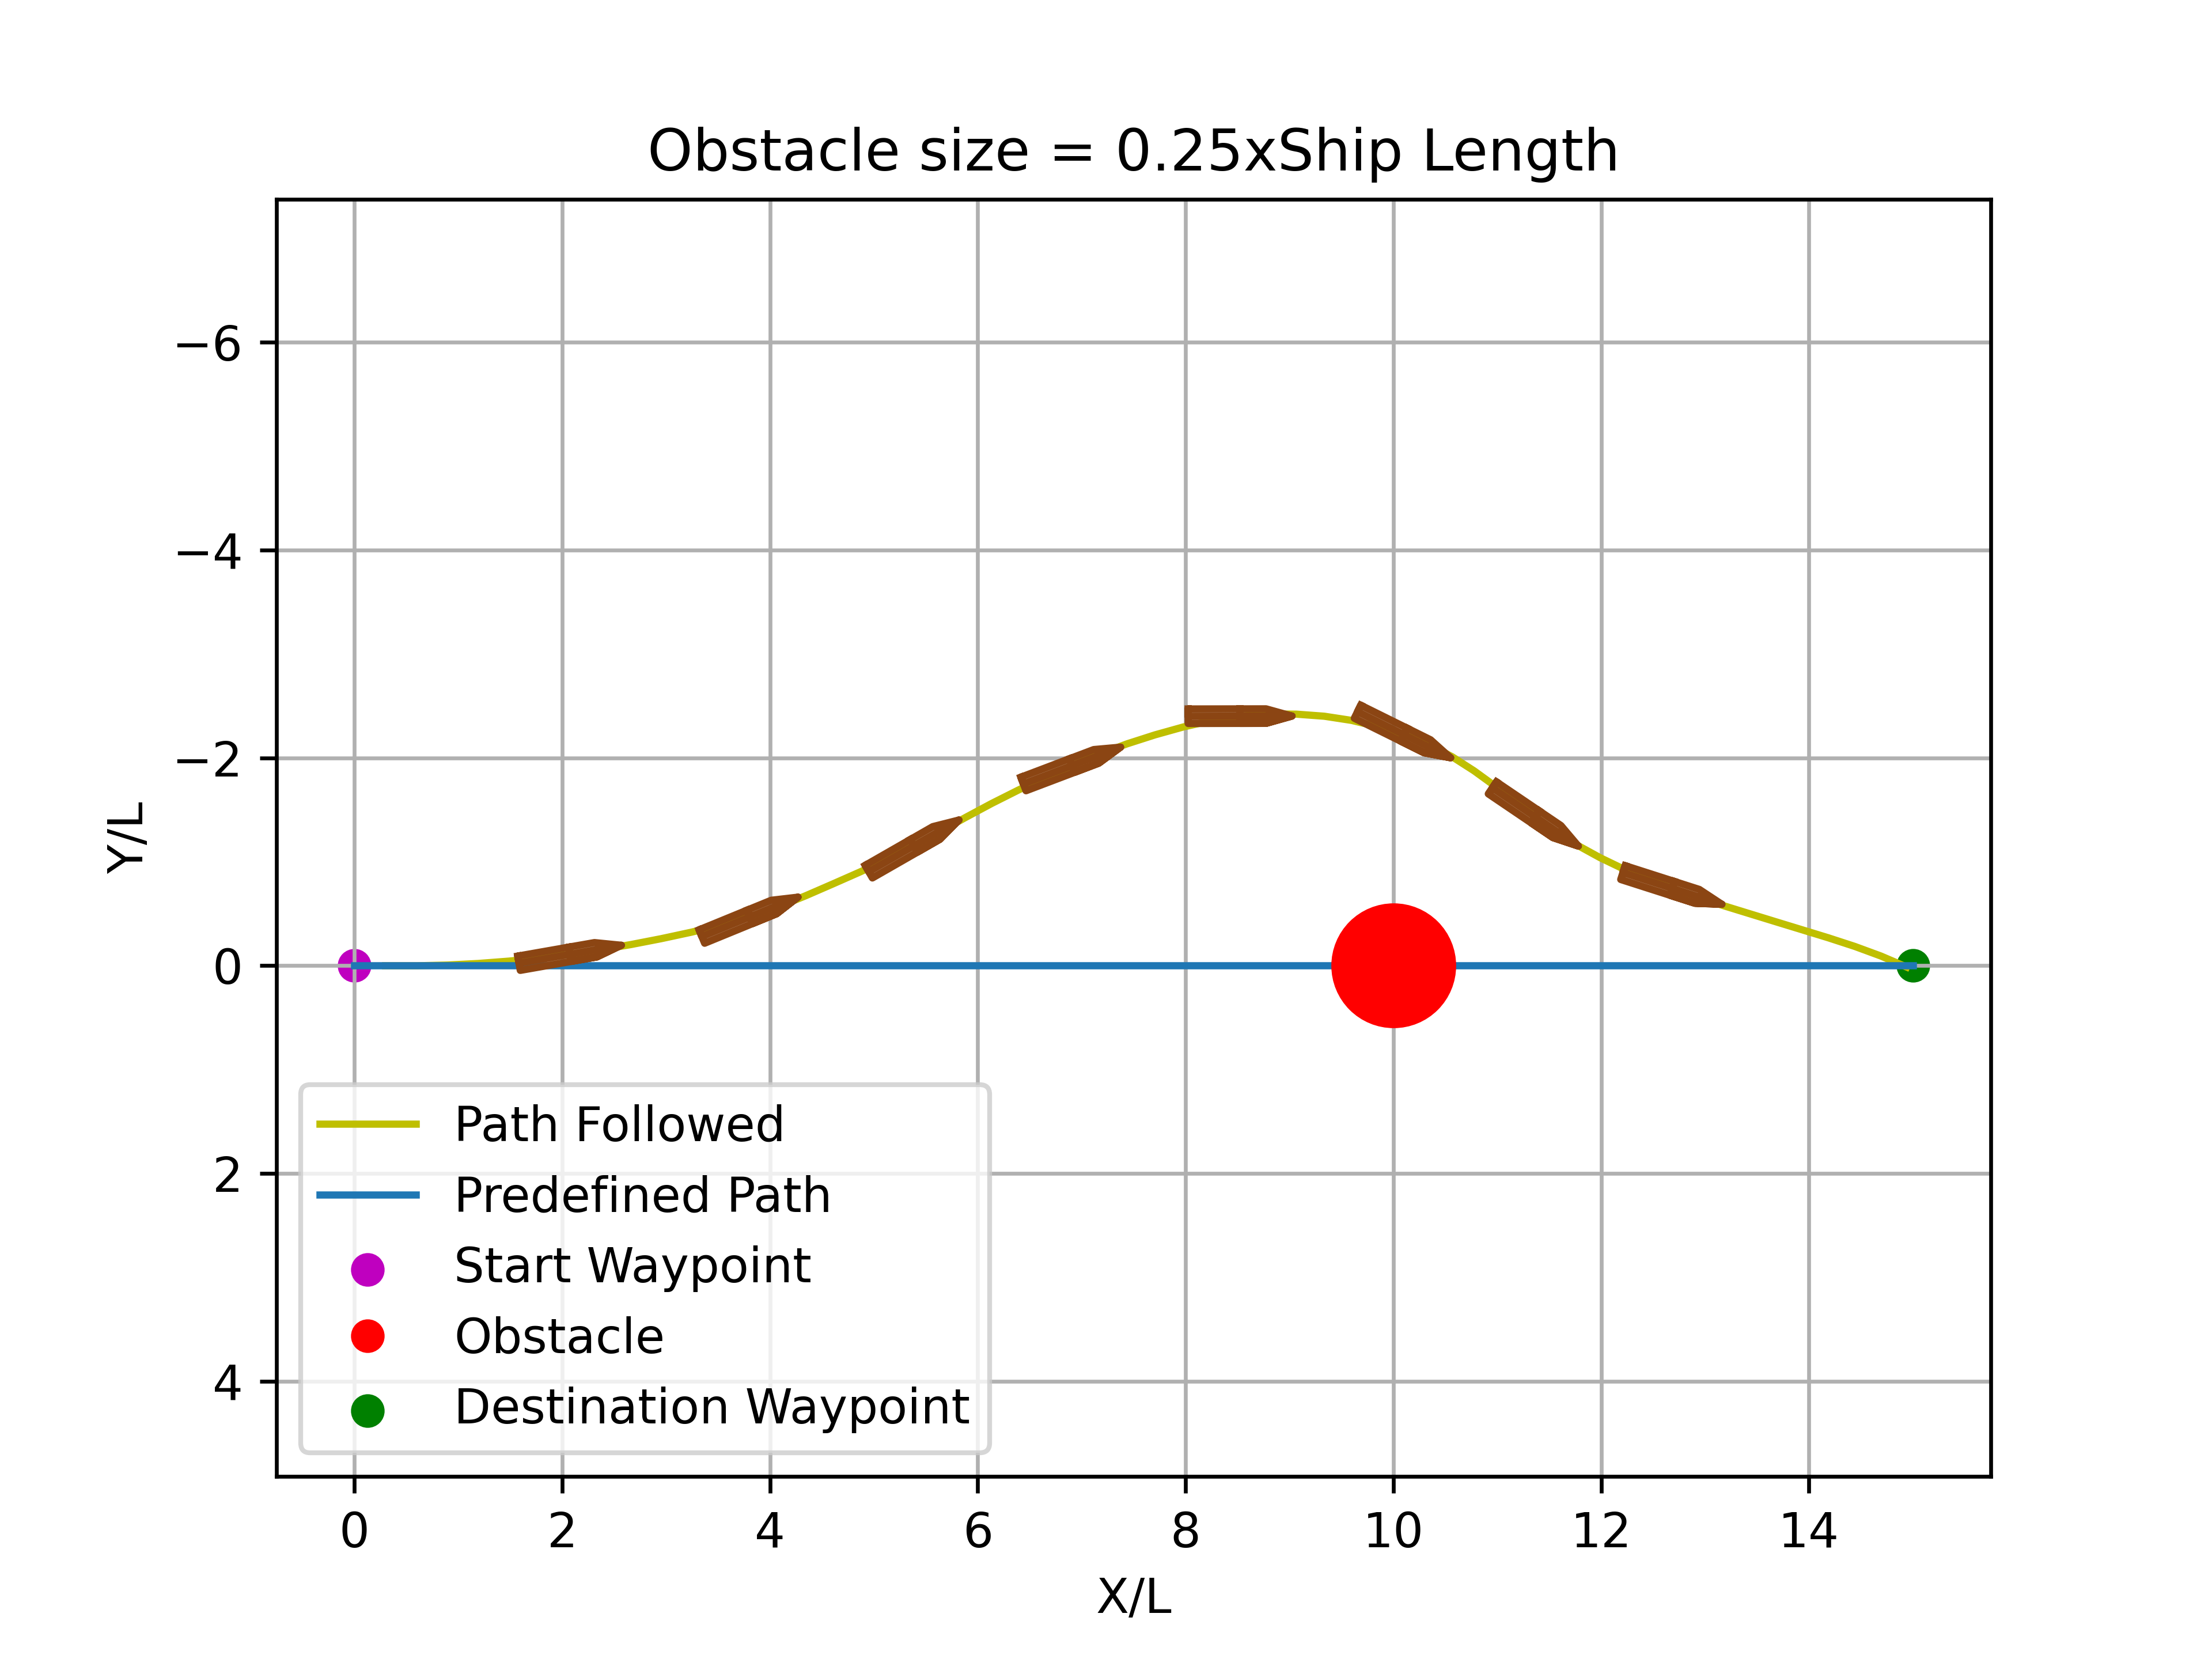 Obstacle size = 0.25xShip Length
−6
−4
−2
0
2
4
Y/L
Path Followed
Predefined Path
Start Waypoint
Obstacle
Destination Waypoint
0 2 4 6 8 10 12 14
X/L